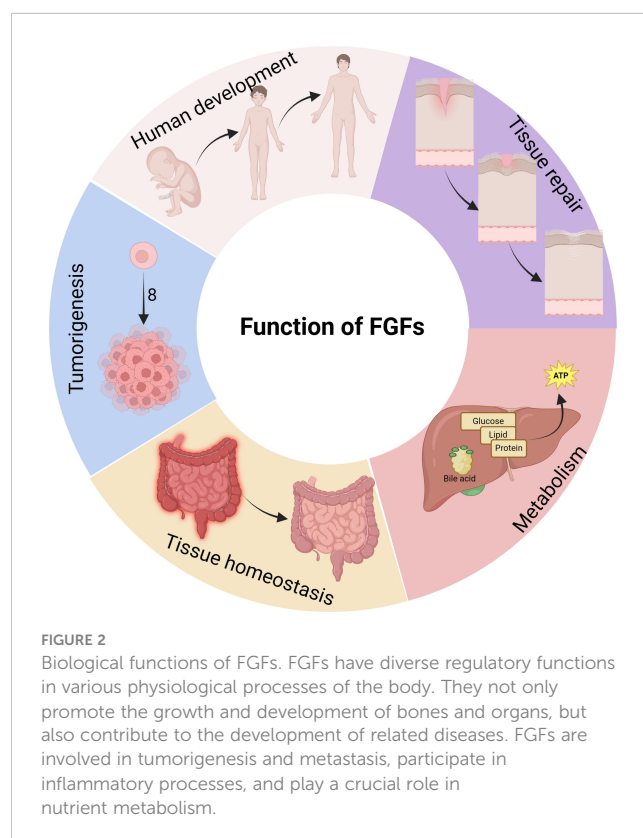 Human development
Tissue repair
Tumorigenesis
8
Function of FGFs
ATP
Glucose
Lipid
Protein
Bile acid
Metabolism
Tissue homeostasis
FIGURE 2
Biological functions of FGFs. FGFs have diverse regulatory functions
in various physiological processes of the body. They not only
promote the growth and development of bones and organs, but
also contribute to the development of related diseases. FGFs are
involved in tumorigenesis and metastasis, participate in
inflammatory processes, and play a crucial role in
nutrient metabolism.